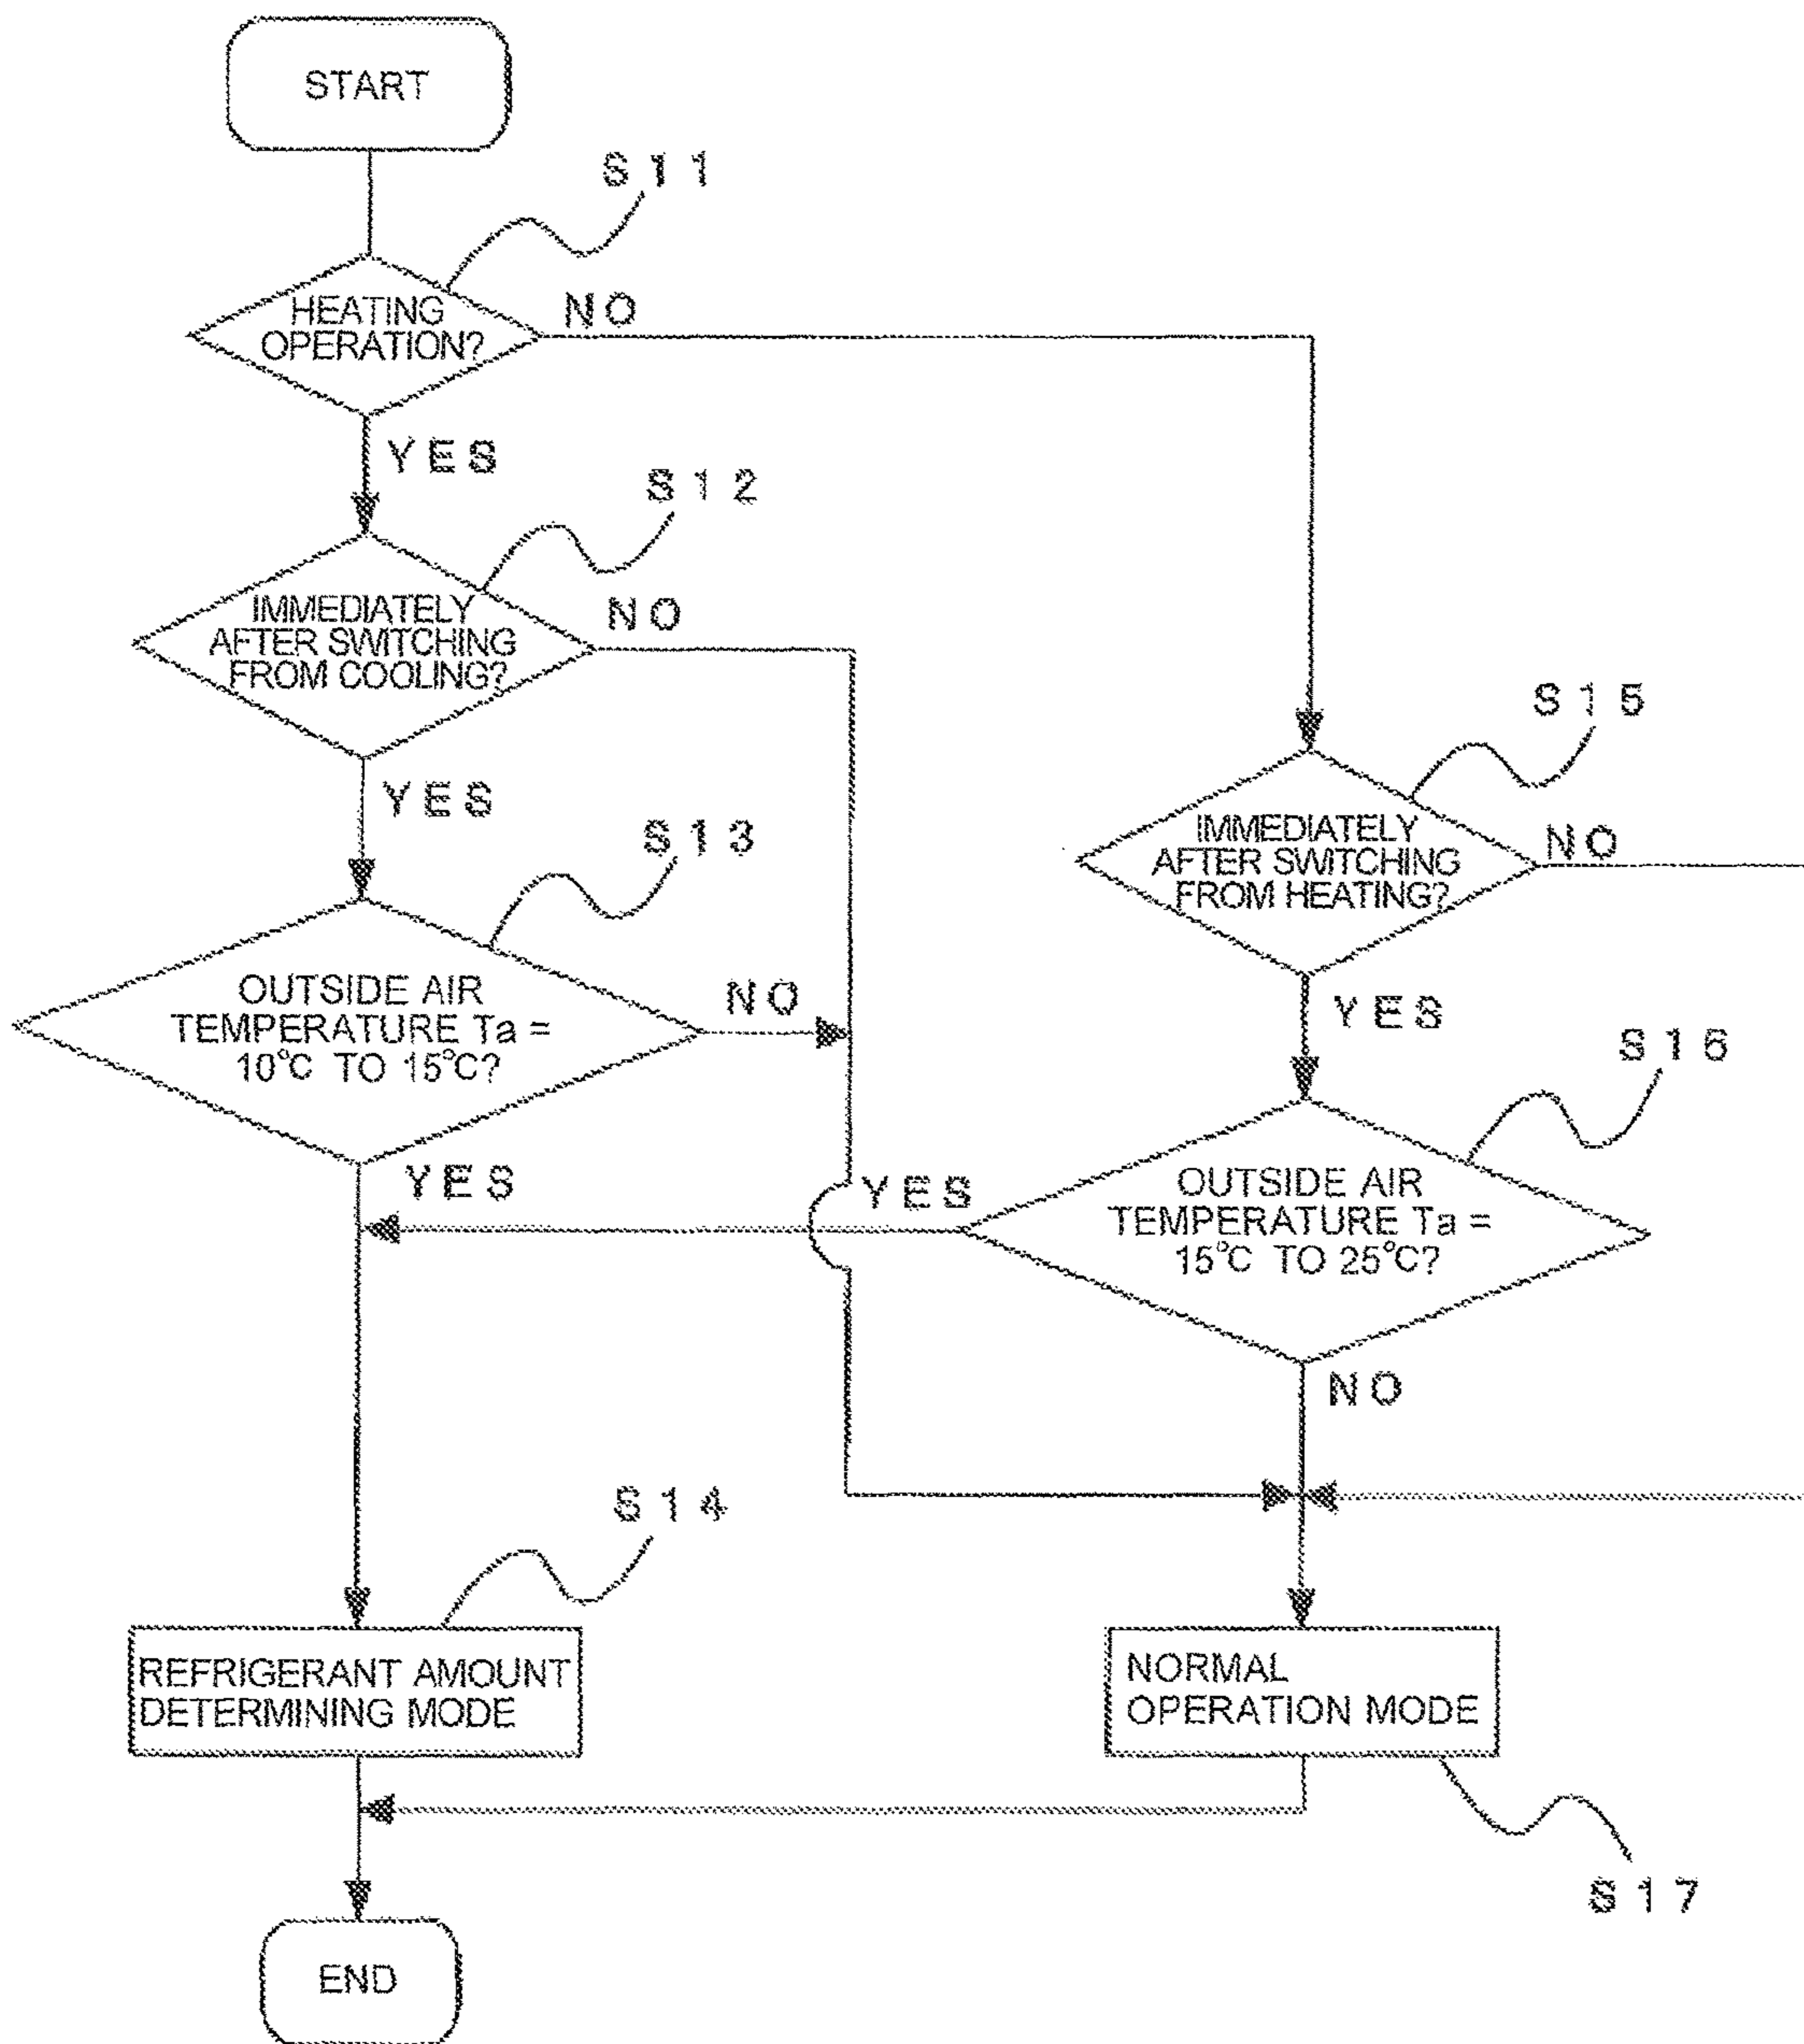 START
S11
HEATING
OPERATION?
NO
YES
S12
IMMEDIATELY
AFTER SWITCHING
FROM COOLING?
NO
YES
S13
OUTSIDE AIR
TEMPERATURE Ta =
10°C TO 15°C?
NO
YES
S15
IMMEDIATELY
AFTER SWITCHING
FROM HEATING?
NO
YES
S16
OUTSIDE AIR
TEMPERATURE Ta =
15°C TO 25°C?
YES
NO
S14
REFRIGERANT AMOUNT
DETERMINING MODE
NORMAL
OPERATION MODE
S17
END